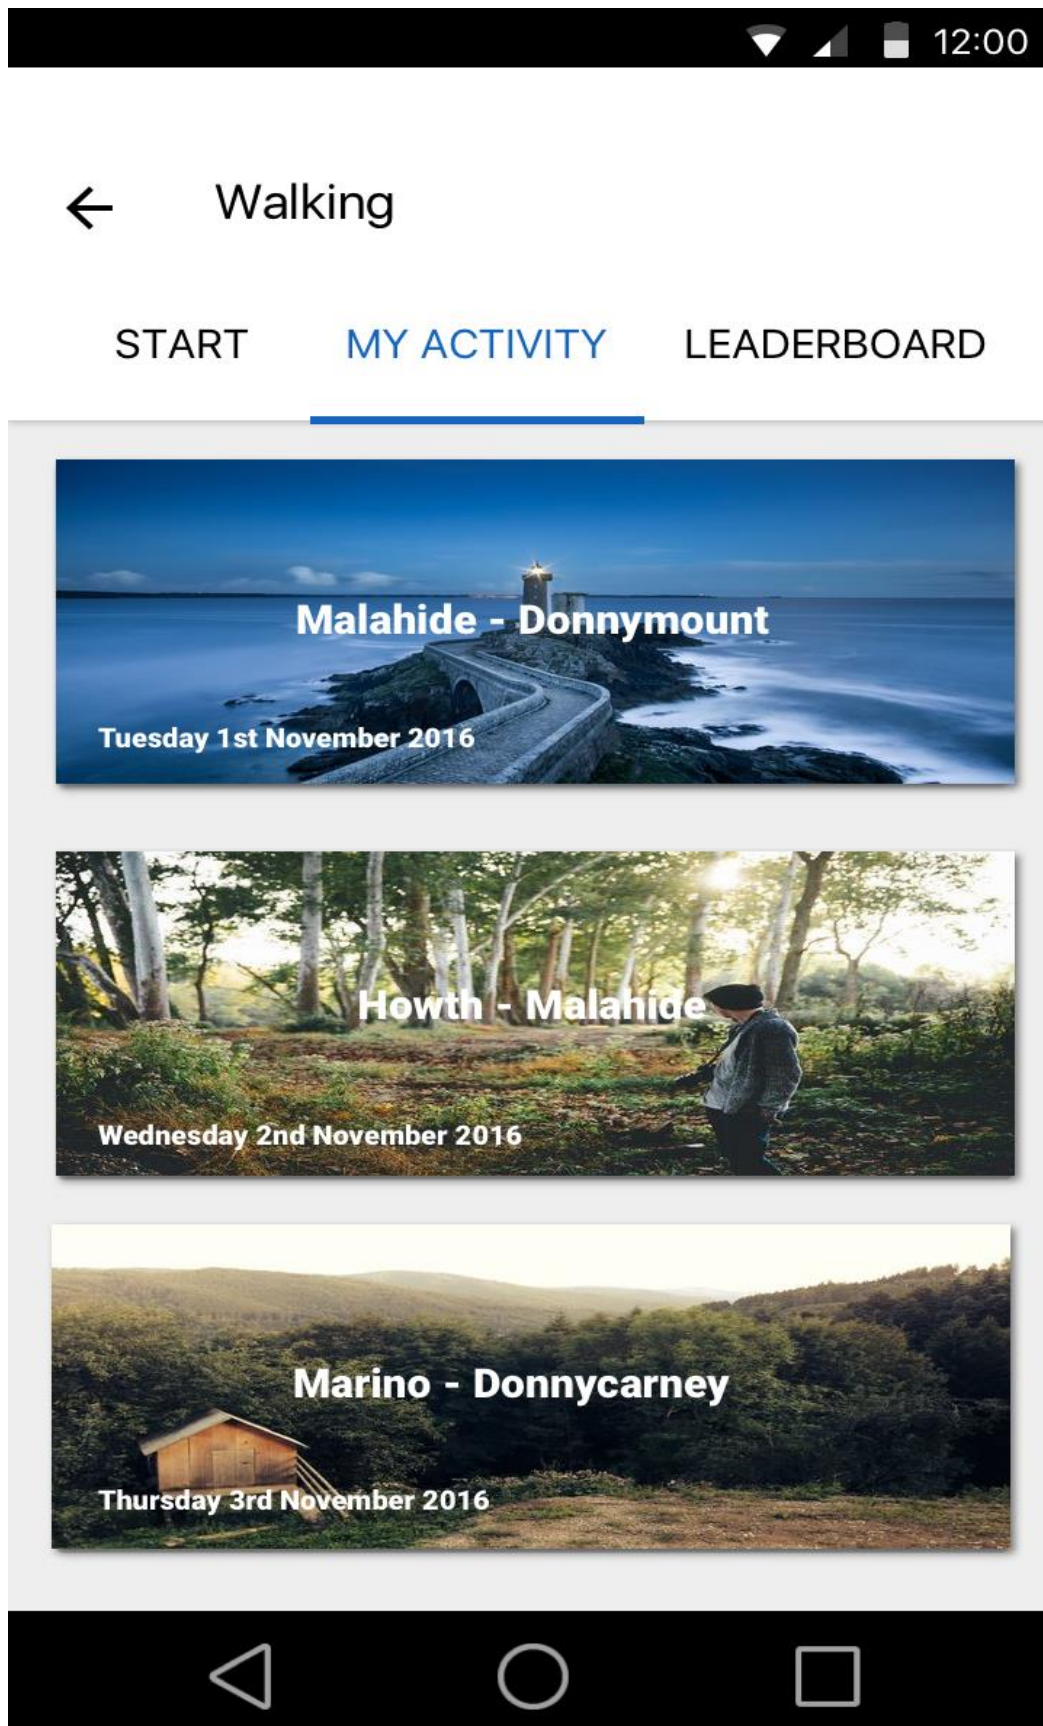 12:00
Walking
START MY ACTIVITY LEADERBOARD
Malahide - Donnymount
Tuesday 1st November 2016
Howth - Malahide
Wednesday 2nd November 2016
Marino - Donnycarney
Thursday 3rd November 2016